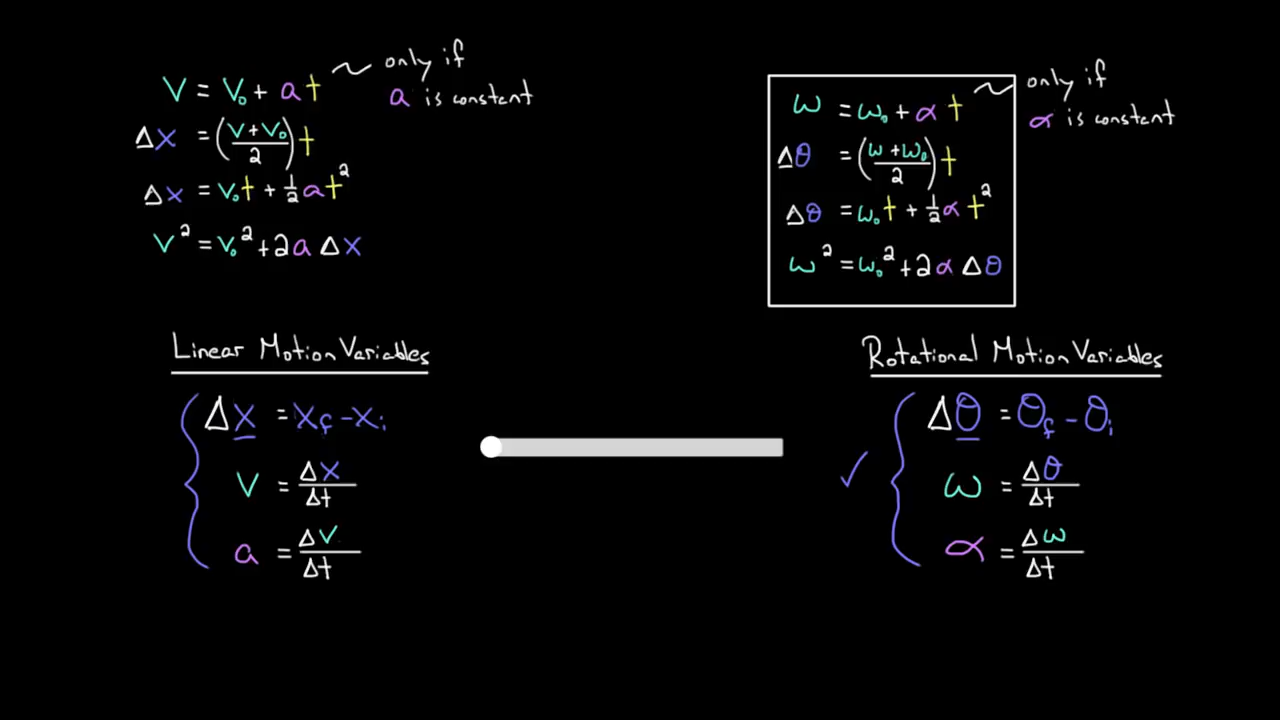 V = V₀ + at ~ only if
a is constant
Δx = (V + V₀ / 2) t
Δx = V₀t + ½at²
V² = V₀² + 2a Δx
ω = ω₀ + αt ~ only if
α is constant
Δθ = (ω + ω₀ / 2) t
Δθ = ω₀t + ½αt²
ω² = ω₀² + 2α Δθ
Linear Motion Variables
Δx = x_f - x_i
V = Δx / Δt
a = ΔV / Δt
Rotational Motion Variables
Δθ = θ_f - θ_i
ω = Δθ / Δt
α = Δω / Δt